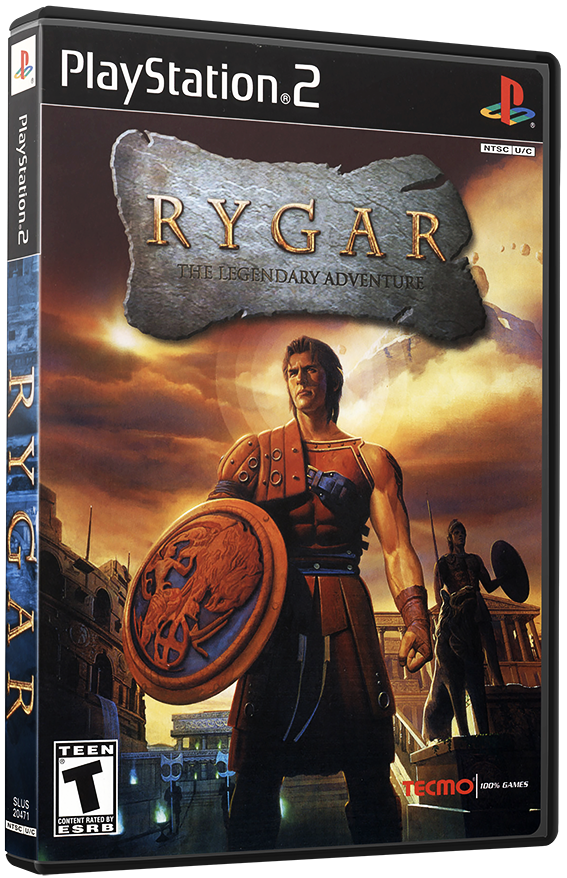 PlayStation®2
NTSC U/C
RYGAR
THE LEGENDARY ADVENTURE
TEEN
T
CONTENT RATED BY
ESRB
TECMO®
100% GAMES
PlayStation®2
RYGAR
SLUS
20471
NTSC U/C